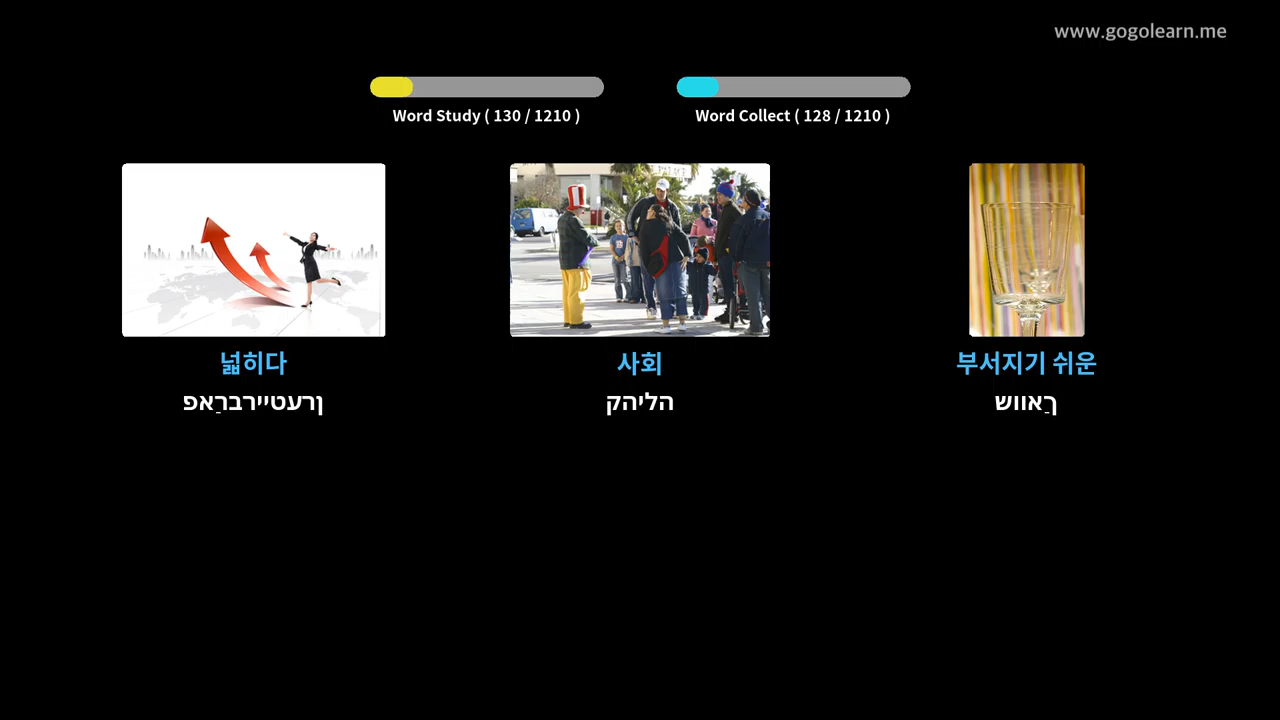 www.gogolearn.me
Word Study ( 130 / 1210 )
Word Collect ( 128 / 1210 )
넓히다
פאַרברייטערן
사회
קהילה
부서지기 쉬운
שוואַך